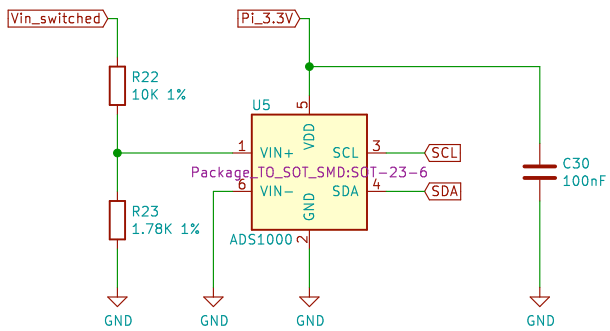 Vin_switched
Pi_3.3V
R22
10K 1%
U5
5
VDD
1
VIN+
SCL
3
SCL
C30
100nF
Package_TO_SOT_SMD:SOT-23-6
6
VIN-
SDA
4
SDA
R23
1.78K 1%
GND
ADS1000
2
GND
GND
GND
GND